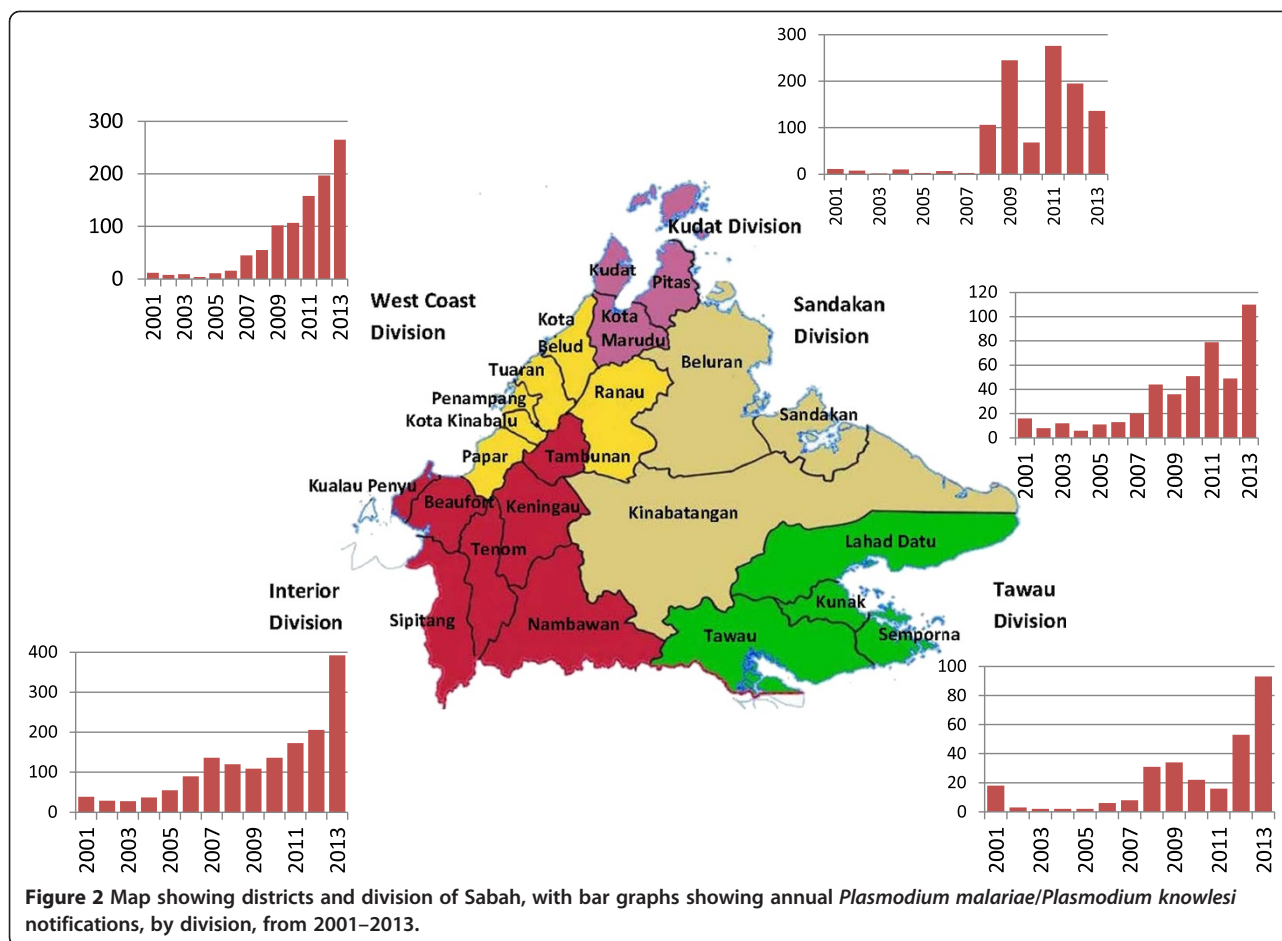 300
200
100
0
2001
2003
2005
2007
2009
2011
2013
300
200
100
0
2001
2003
2005
2007
2009
2011
2013
Kudat Division
Kudat
Pitas
West Coast
Division
Kota
Belud
Kota
Marudu
Sandakan
Division
Beluran
Tuaran
Ranau
Penampang
Kota Kinabalu
Sandakan
Papar
Tambunan
120
100
80
60
40
20
0
2001
2003
2005
2007
2009
2011
2013
Kualau Penyu
Beaufort
Keningau
Kinabatangan
Lahad Datu
Tenom
Interior
Division
Sipitang
Nambawan
Kunak
Tawau
Semporna
Tawau
Division
400
300
200
100
0
2001
2003
2005
2007
2009
2011
2013
100
80
60
40
20
0
2001
2003
2005
2007
2009
2011
2013
Figure 2 Map showing districts and division of Sabah, with bar graphs showing annual Plasmodium malariae/Plasmodium knowlesi
notifications, by division, from 2001–2013.